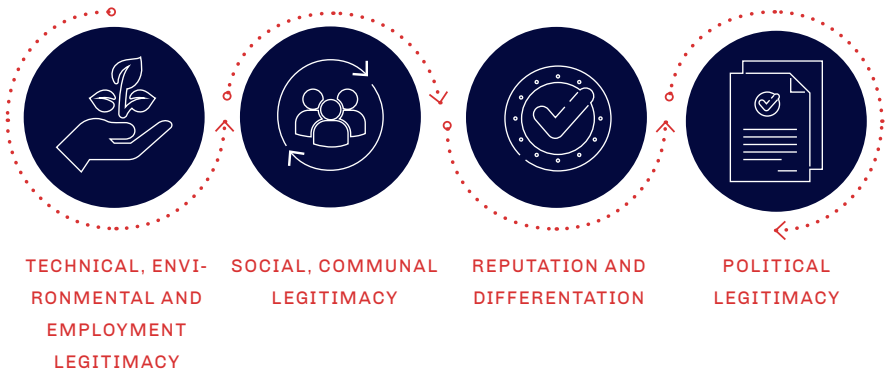 TECHNICAL, ENVI-
RONMENTAL AND
EMPLOYMENT
LEGITIMACY
SOCIAL, COMMUNAL
LEGITIMACY
REPUTATION AND
DIFFERENTATION
POLITICAL
LEGITIMACY